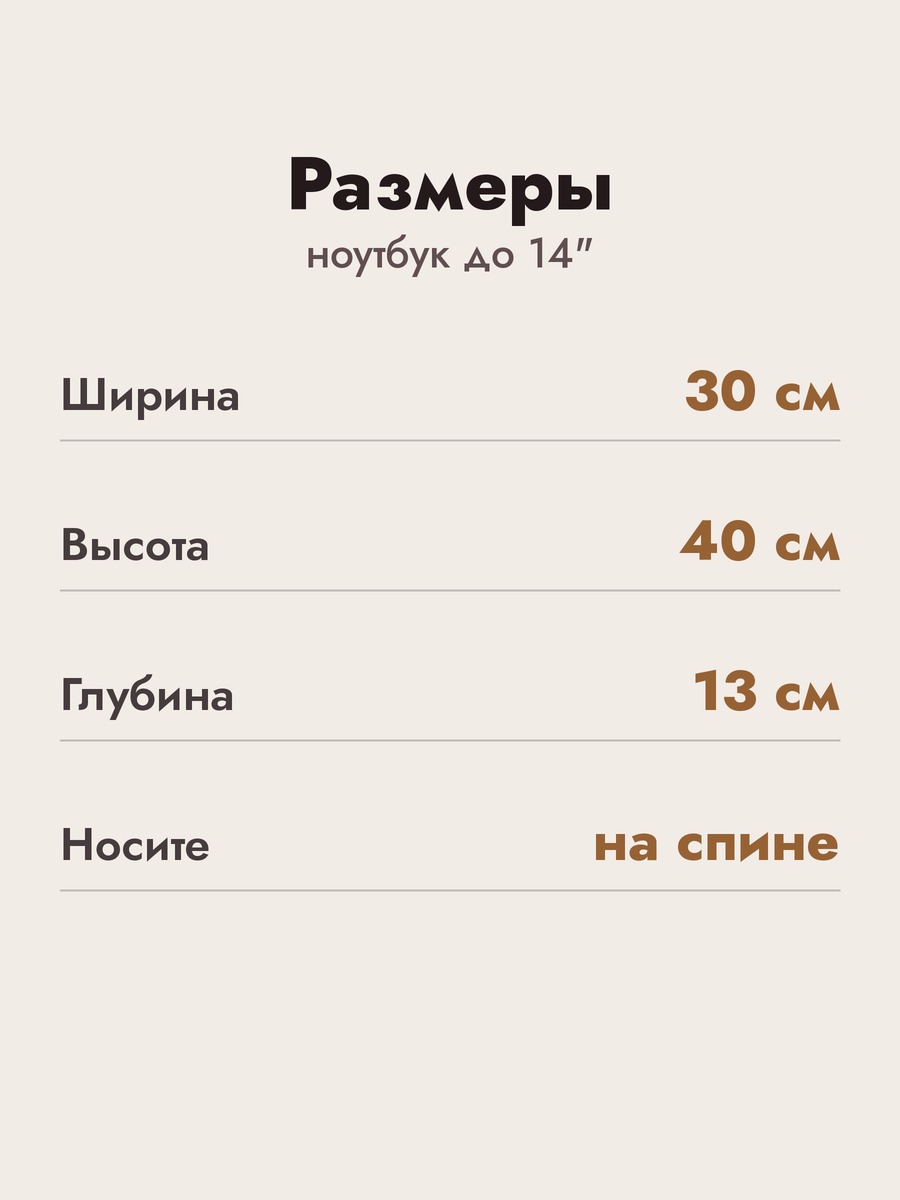 Размеры
ноутбук до 14"
Ширина 30 см
Высота 40 см
Глубина 13 см
Носите на спине